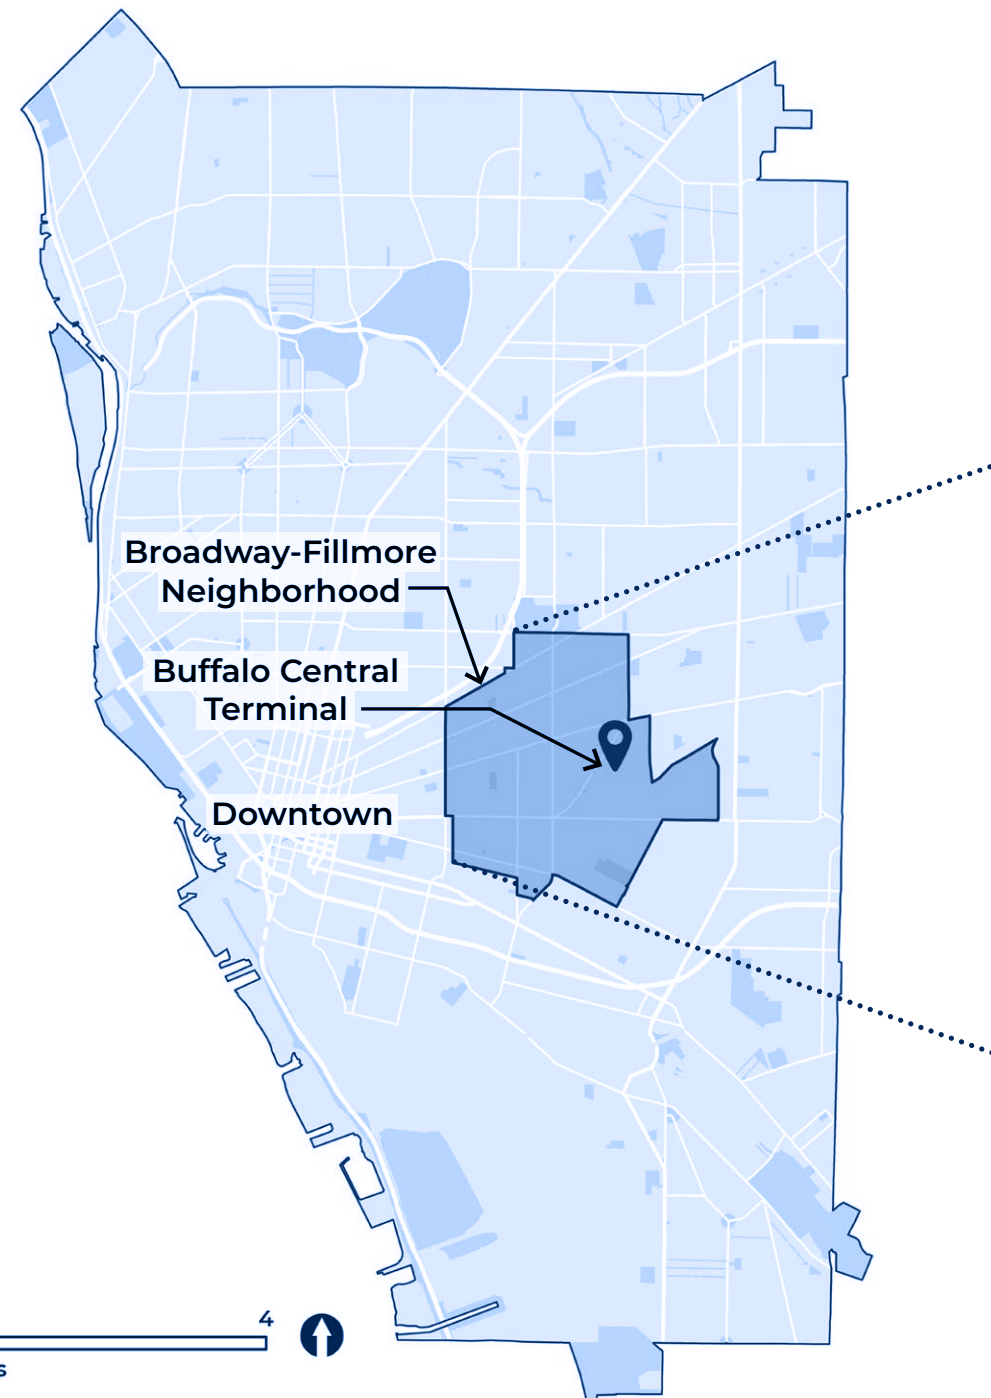 Broadway-Fillmore
Neighborhood
Buffalo Central
Terminal
Downtown
4
s